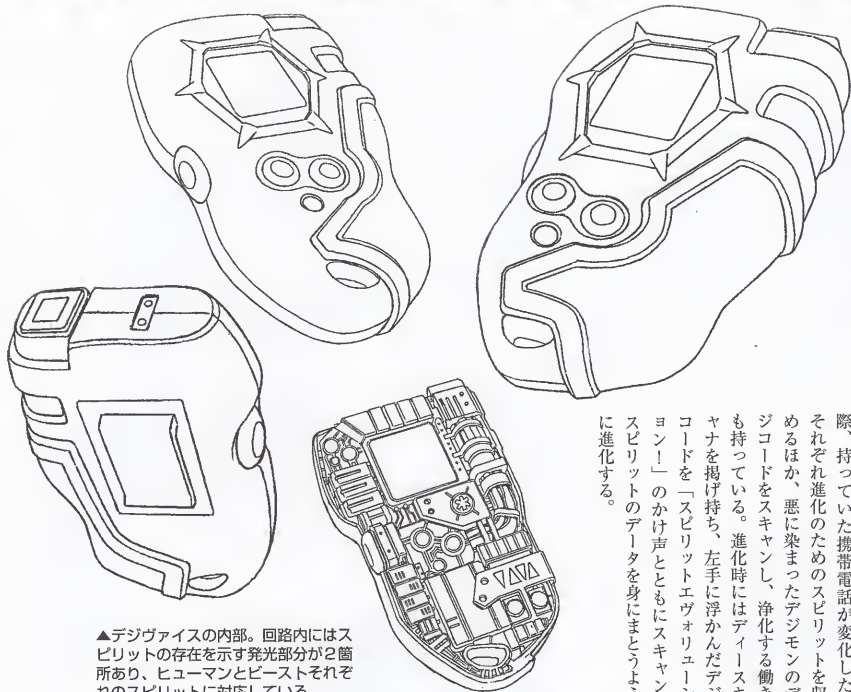 際、持っていた携帯電話が変化した
それぞれ進化のためのスピリットを収
めるほか、悪に染まったデジモンのデ
ジコードをスキャンし、浄化する働
も持っている。進化時にはディース
ャナを掲げ持ち、左手に浮かんだデジ
コードを「スピリットエヴォリューシ
ョン！」のかけ声とともにスキャン
スピリットのデータを身にまとうよう
に進化する。
▲デジヴァイスの内部。回路内にはス
ピリットの存在を示す発光部分が2箇
所あり、ヒューマンとビーストそれぞ
れのスピリットに対応している